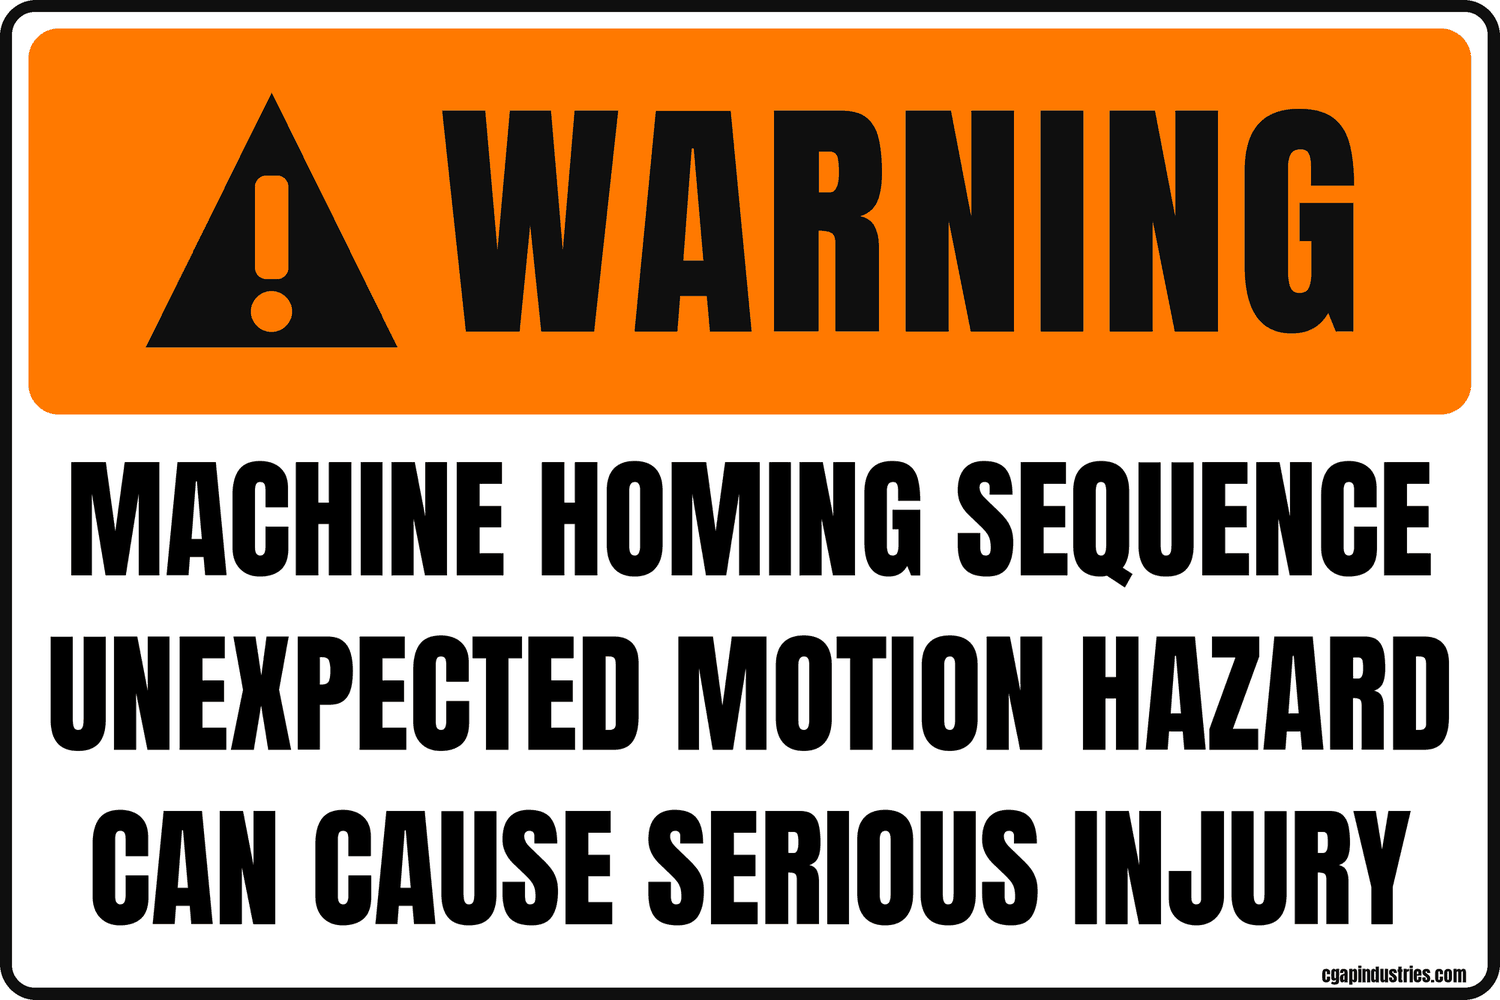 WARNING
MACHINE HOMING SEQUENCE
UNEXPECTED MOTION HAZARD
CAN CAUSE SERIOUS INJURY
cgapindustries.com